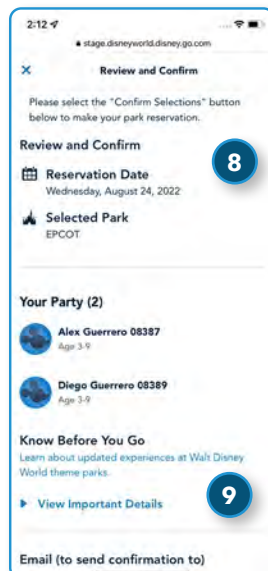 2:12
stage.disneyworld.disney.go.com
Review and Confirm
Please select the "Confirm Selections" button
below to make your park reservation.
Review and Confirm
8
Reservation Date
Wednesday, August 24, 2022
Selected Park
EPCOT
Your Party (2)
Alex Guerrero 08387
Age 3-9
Diego Guerrero 08389
Age 3-9
Know Before You Go
Learn about updated experiences at Walt Disney
World theme parks.
View Important Details
9
Email (to send confirmation to)